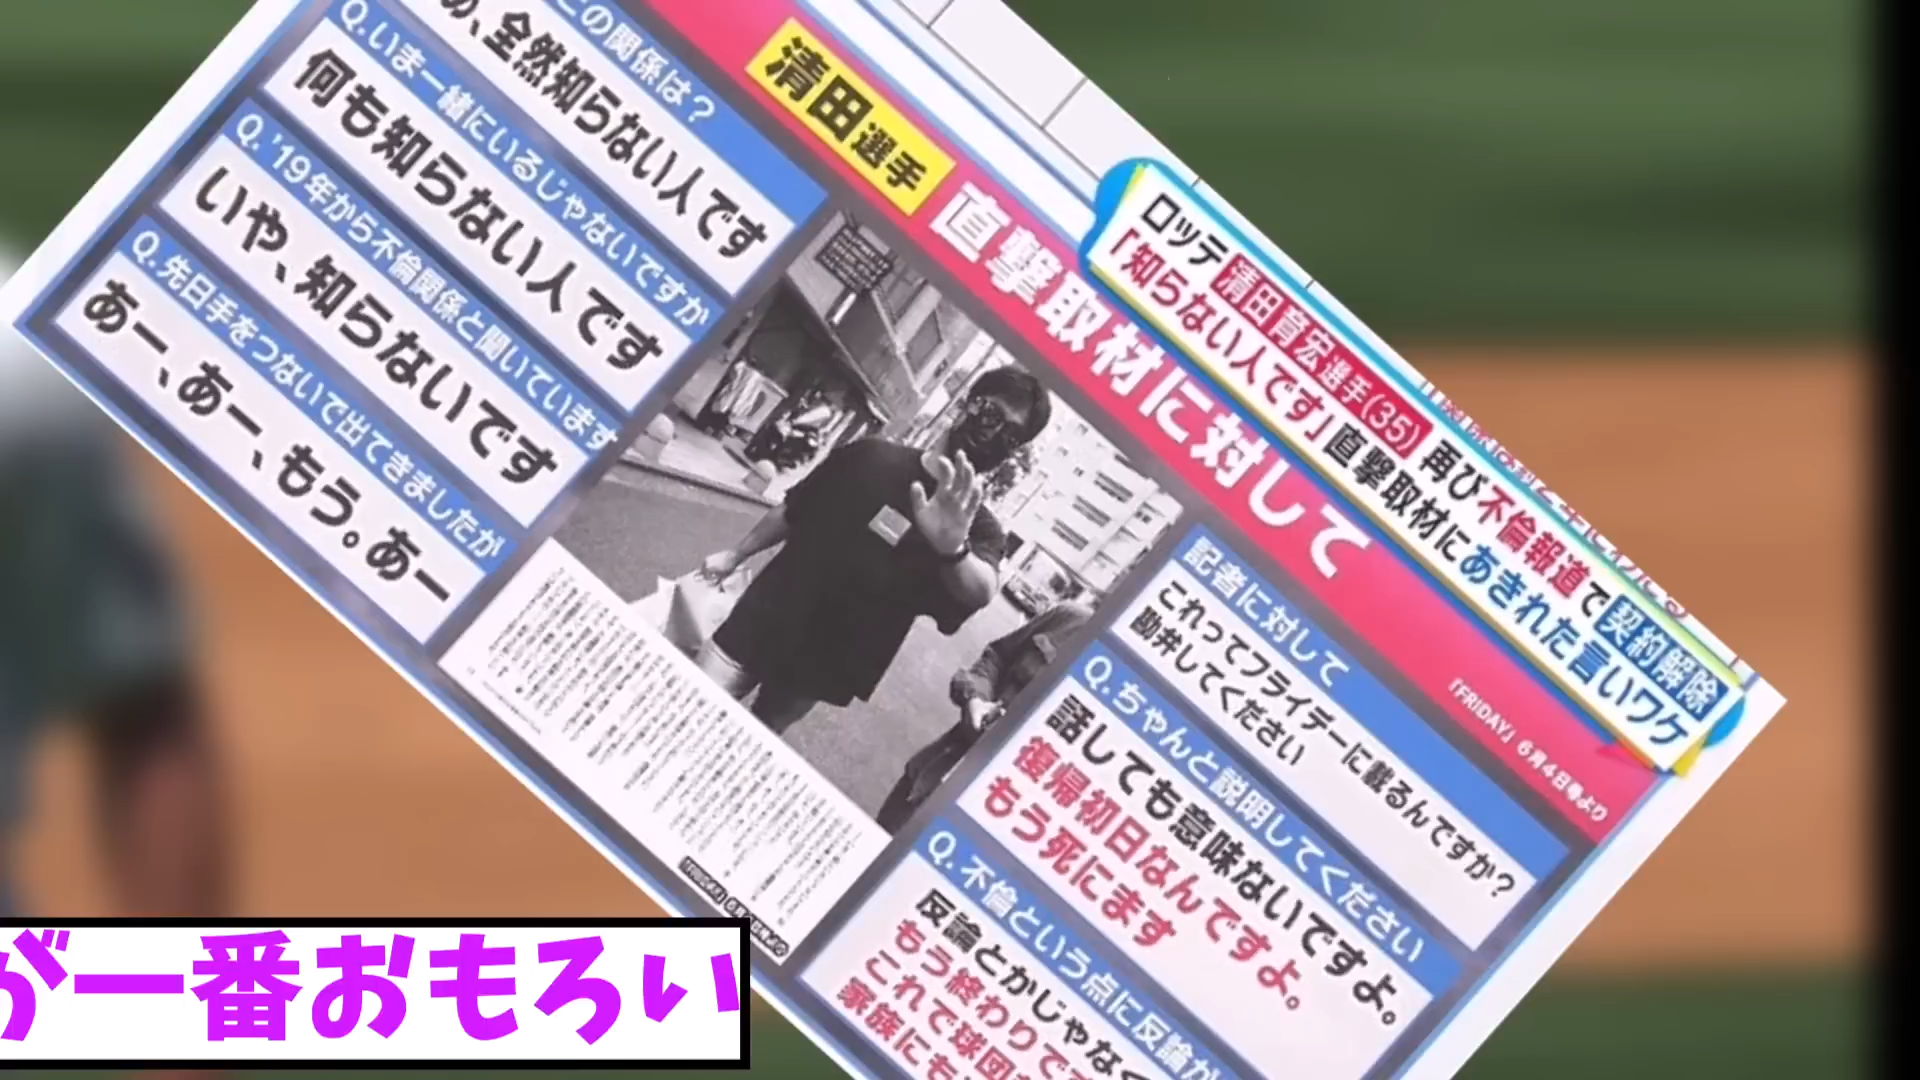 ロッテ 清田育宏選手(35) 再び不倫報道で契約解除
「知らない人です」直撃取材にあきれた言いワケ
清田選手
直撃取材に対して
「FRIDAY」6月4日号より
の関係は?
全然知らない人です
Q.いま一緒にいるじゃないですか
何も知らない人です
Q.'19年から不倫関係と聞いています
いや、知らないです
Q.先日手をつないで出てきましたが
あー、あー、もう。あー
記者に対して
これってフライデーに載るんですか?
勘弁してください
Q.ちゃんと説明してください
話しても意味ないですよ。
復帰初日なんですよ。
もう死にます
Q.不倫という点に反論が
反論とかじゃなく
もう終わりで
これで球団
家族にも
が一番おもろい